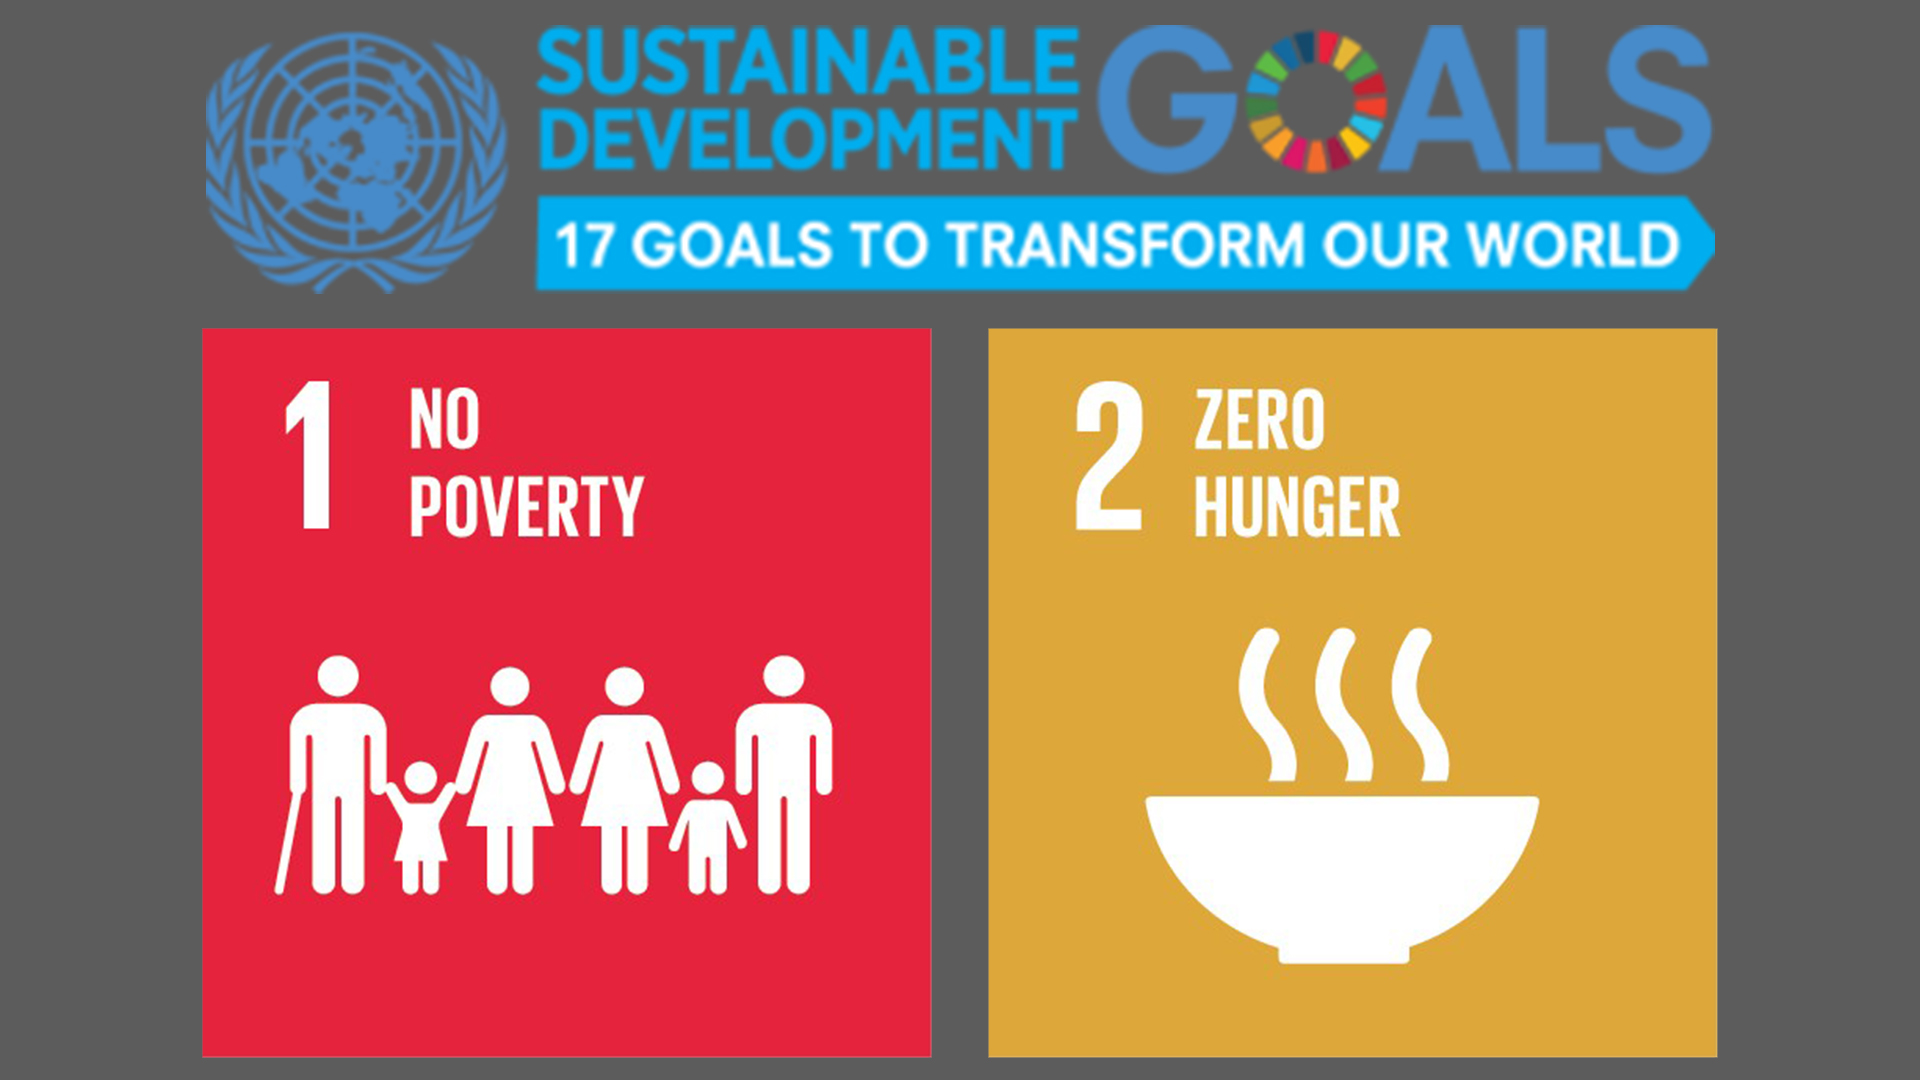 SUSTAINABLE
DEVELOPMENT
GOALS
17 GOALS TO TRANSFORM OUR WORLD
1 NO
POVERTY
2 ZERO
HUNGER